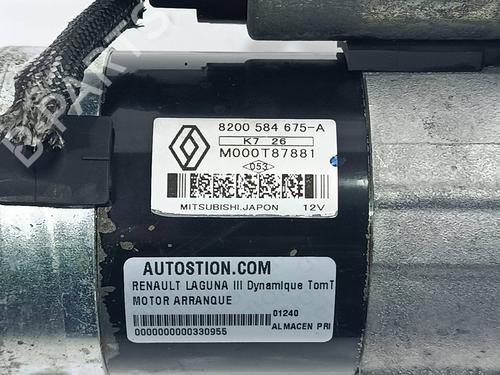 8200 584 675-A
K7 26
M000T87881
<053>
MITSUBISHI.JAPON 12V
AUTOSTION.COM
RENAULT LAGUNA III Dynamique TomT
MOTOR ARRANQUE
01240
0000000000330955 ALMACEN PRI